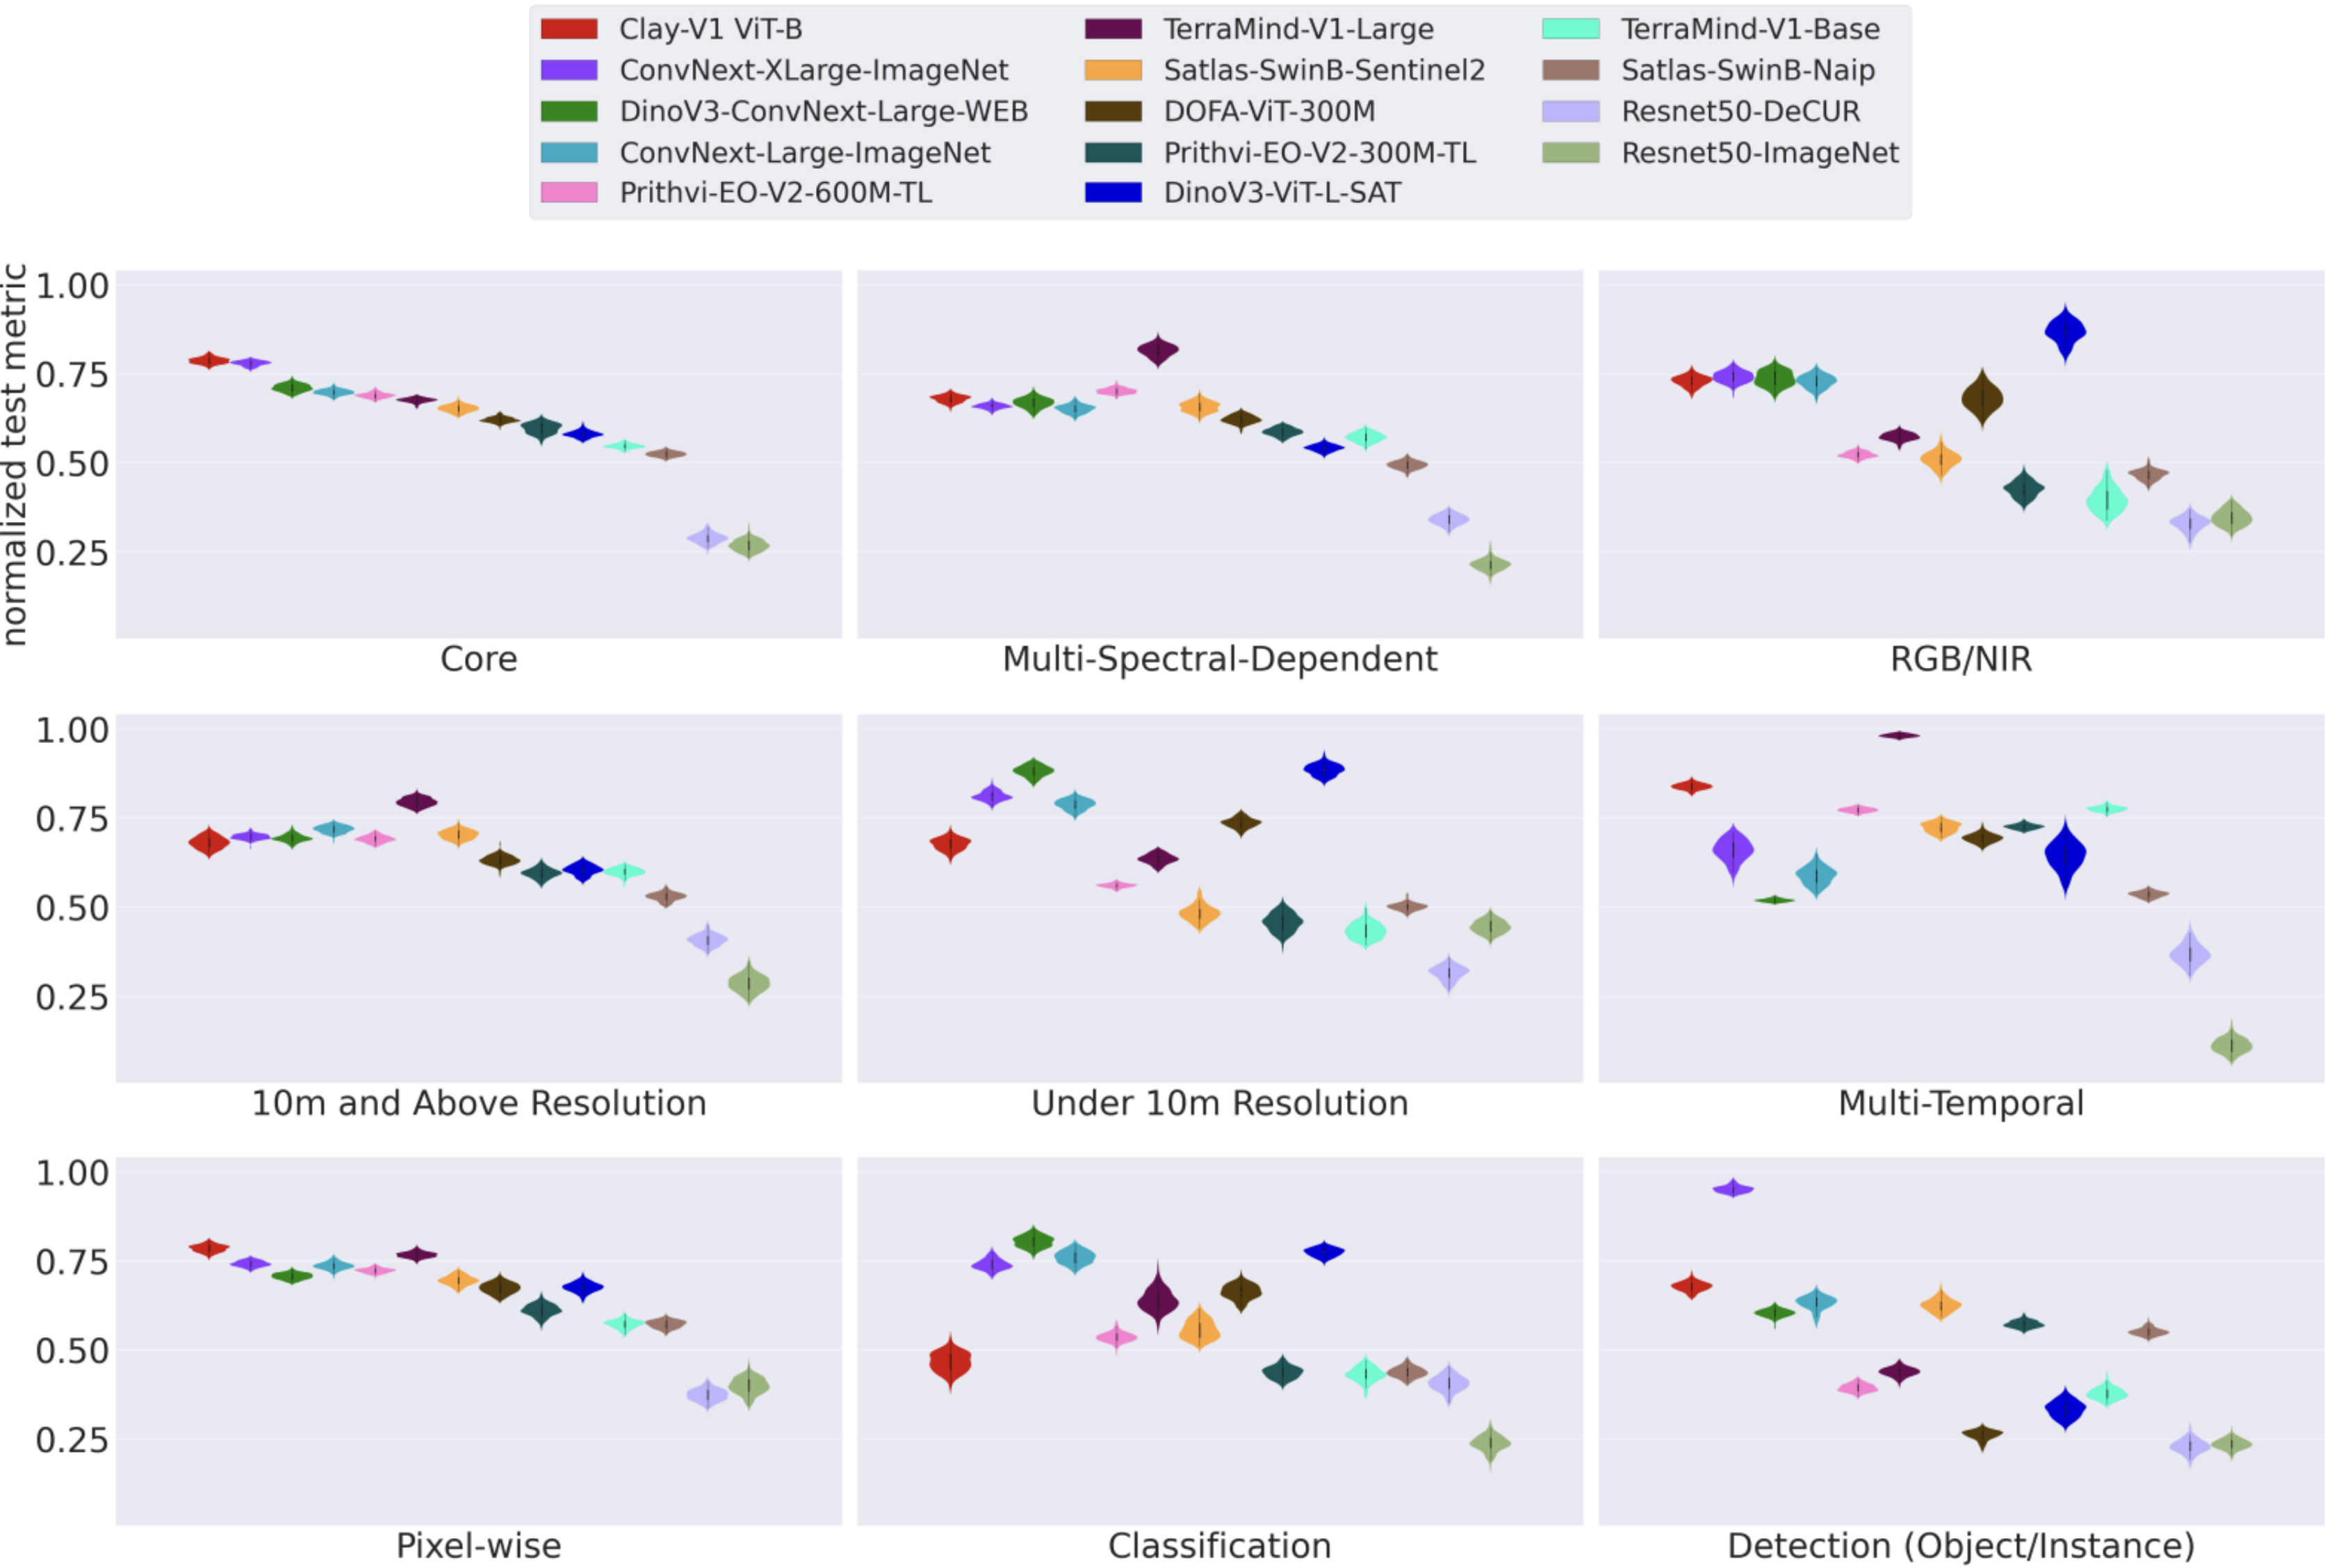 Clay-V1 ViT-B
ConvNext-XLarge-ImageNet
DinoV3-ConvNext-Large-WEB
ConvNext-Large-ImageNet
Prithvi-EO-V2-600M-TL
TerraMind-V1-Large
Satlas-SwinB-Sentinel2
DOFA-ViT-300M
Prithvi-EO-V2-300M-TL
DinoV3-ViT-L-SAT
TerraMind-V1-Base
Satlas-SwinB-Naip
Resnet50-DeCUR
Resnet50-ImageNet
normalized test metric
1.00
0.75
0.50
0.25
Core
Multi-Spectral-Dependent
RGB/NIR
1.00
0.75
0.50
0.25
10m and Above Resolution
Under 10m Resolution
Multi-Temporal
1.00
0.75
0.50
0.25
Pixel-wise
Classification
Detection (Object/Instance)